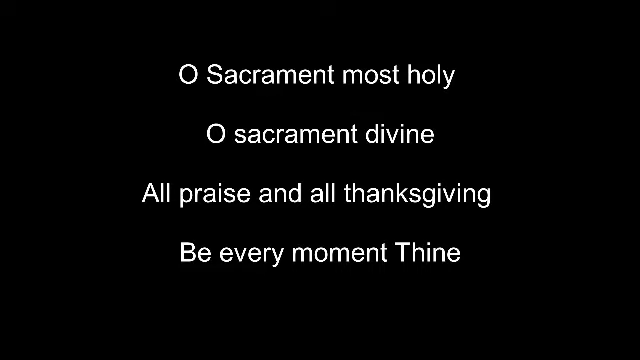 O Sacrament most holy
O sacrament divine
All praise and all thanksgiving
Be every moment Thine